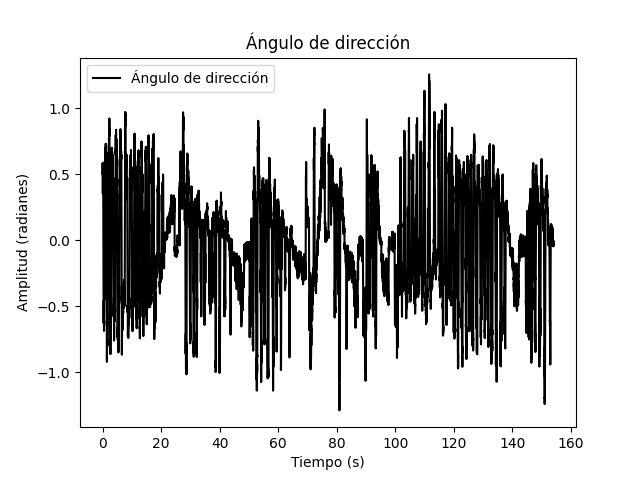 Ángulo de dirección
Ángulo de dirección
Amplitud (radianes)
1.0
0.5
0.0
−0.5
−1.0
0 20 40 60 80 100 120 140 160
Tiempo (s)